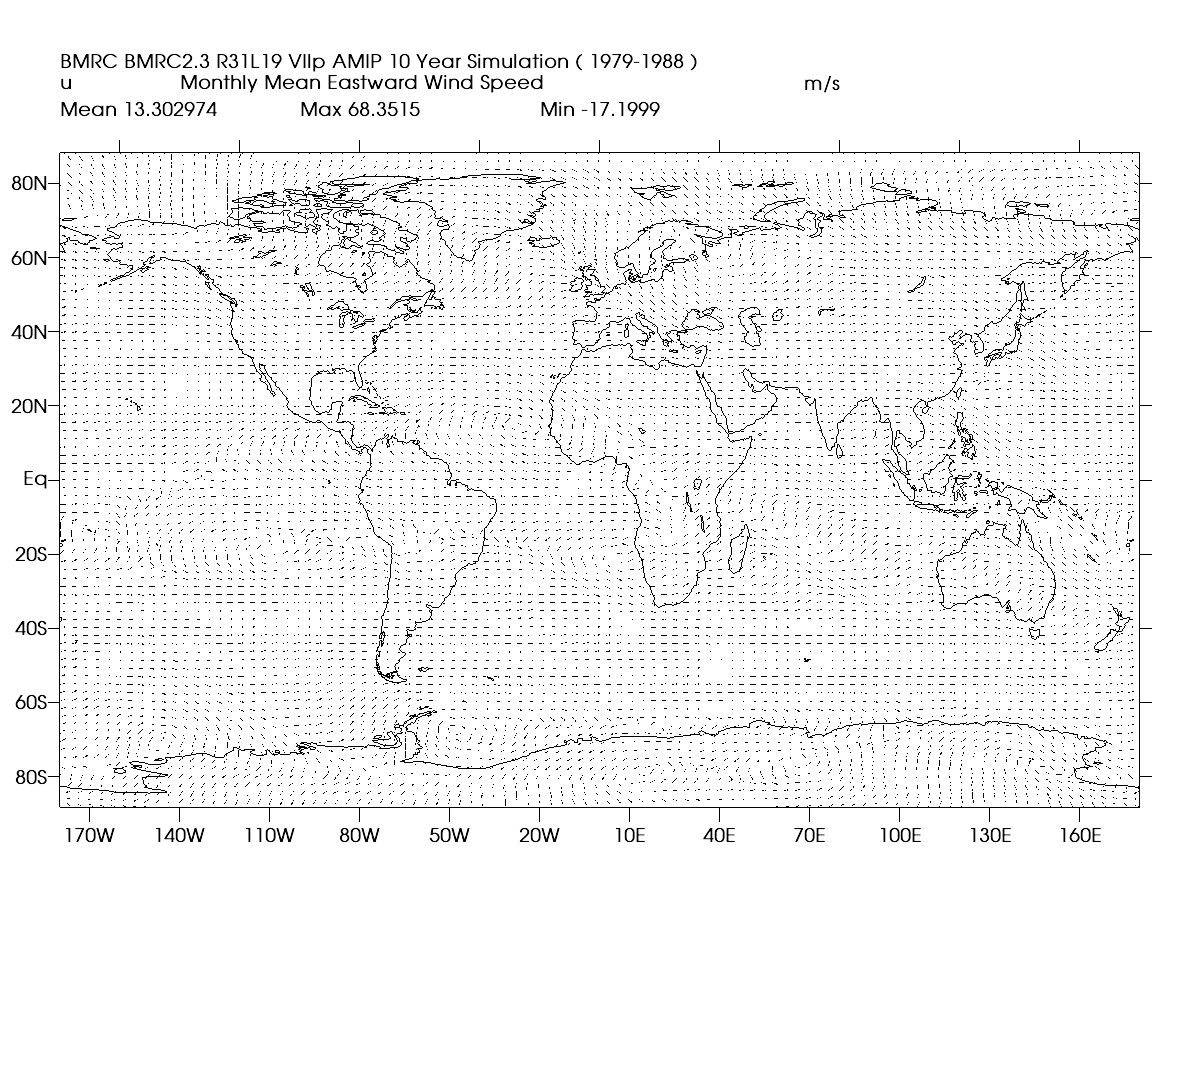 BMRC BMRC2.3 R31L19 VIIp AMIP 10 Year Simulation ( 1979-1988 )
u Monthly Mean Eastward Wind Speed m/s
Mean 13.302974 Max 68.3515 Min -17.1999
80N
60N
40N
20N
Eq
20S
40S
60S
80S
170W 140W 110W 80W 50W 20W 10E 40E 70E 100E 130E 160E